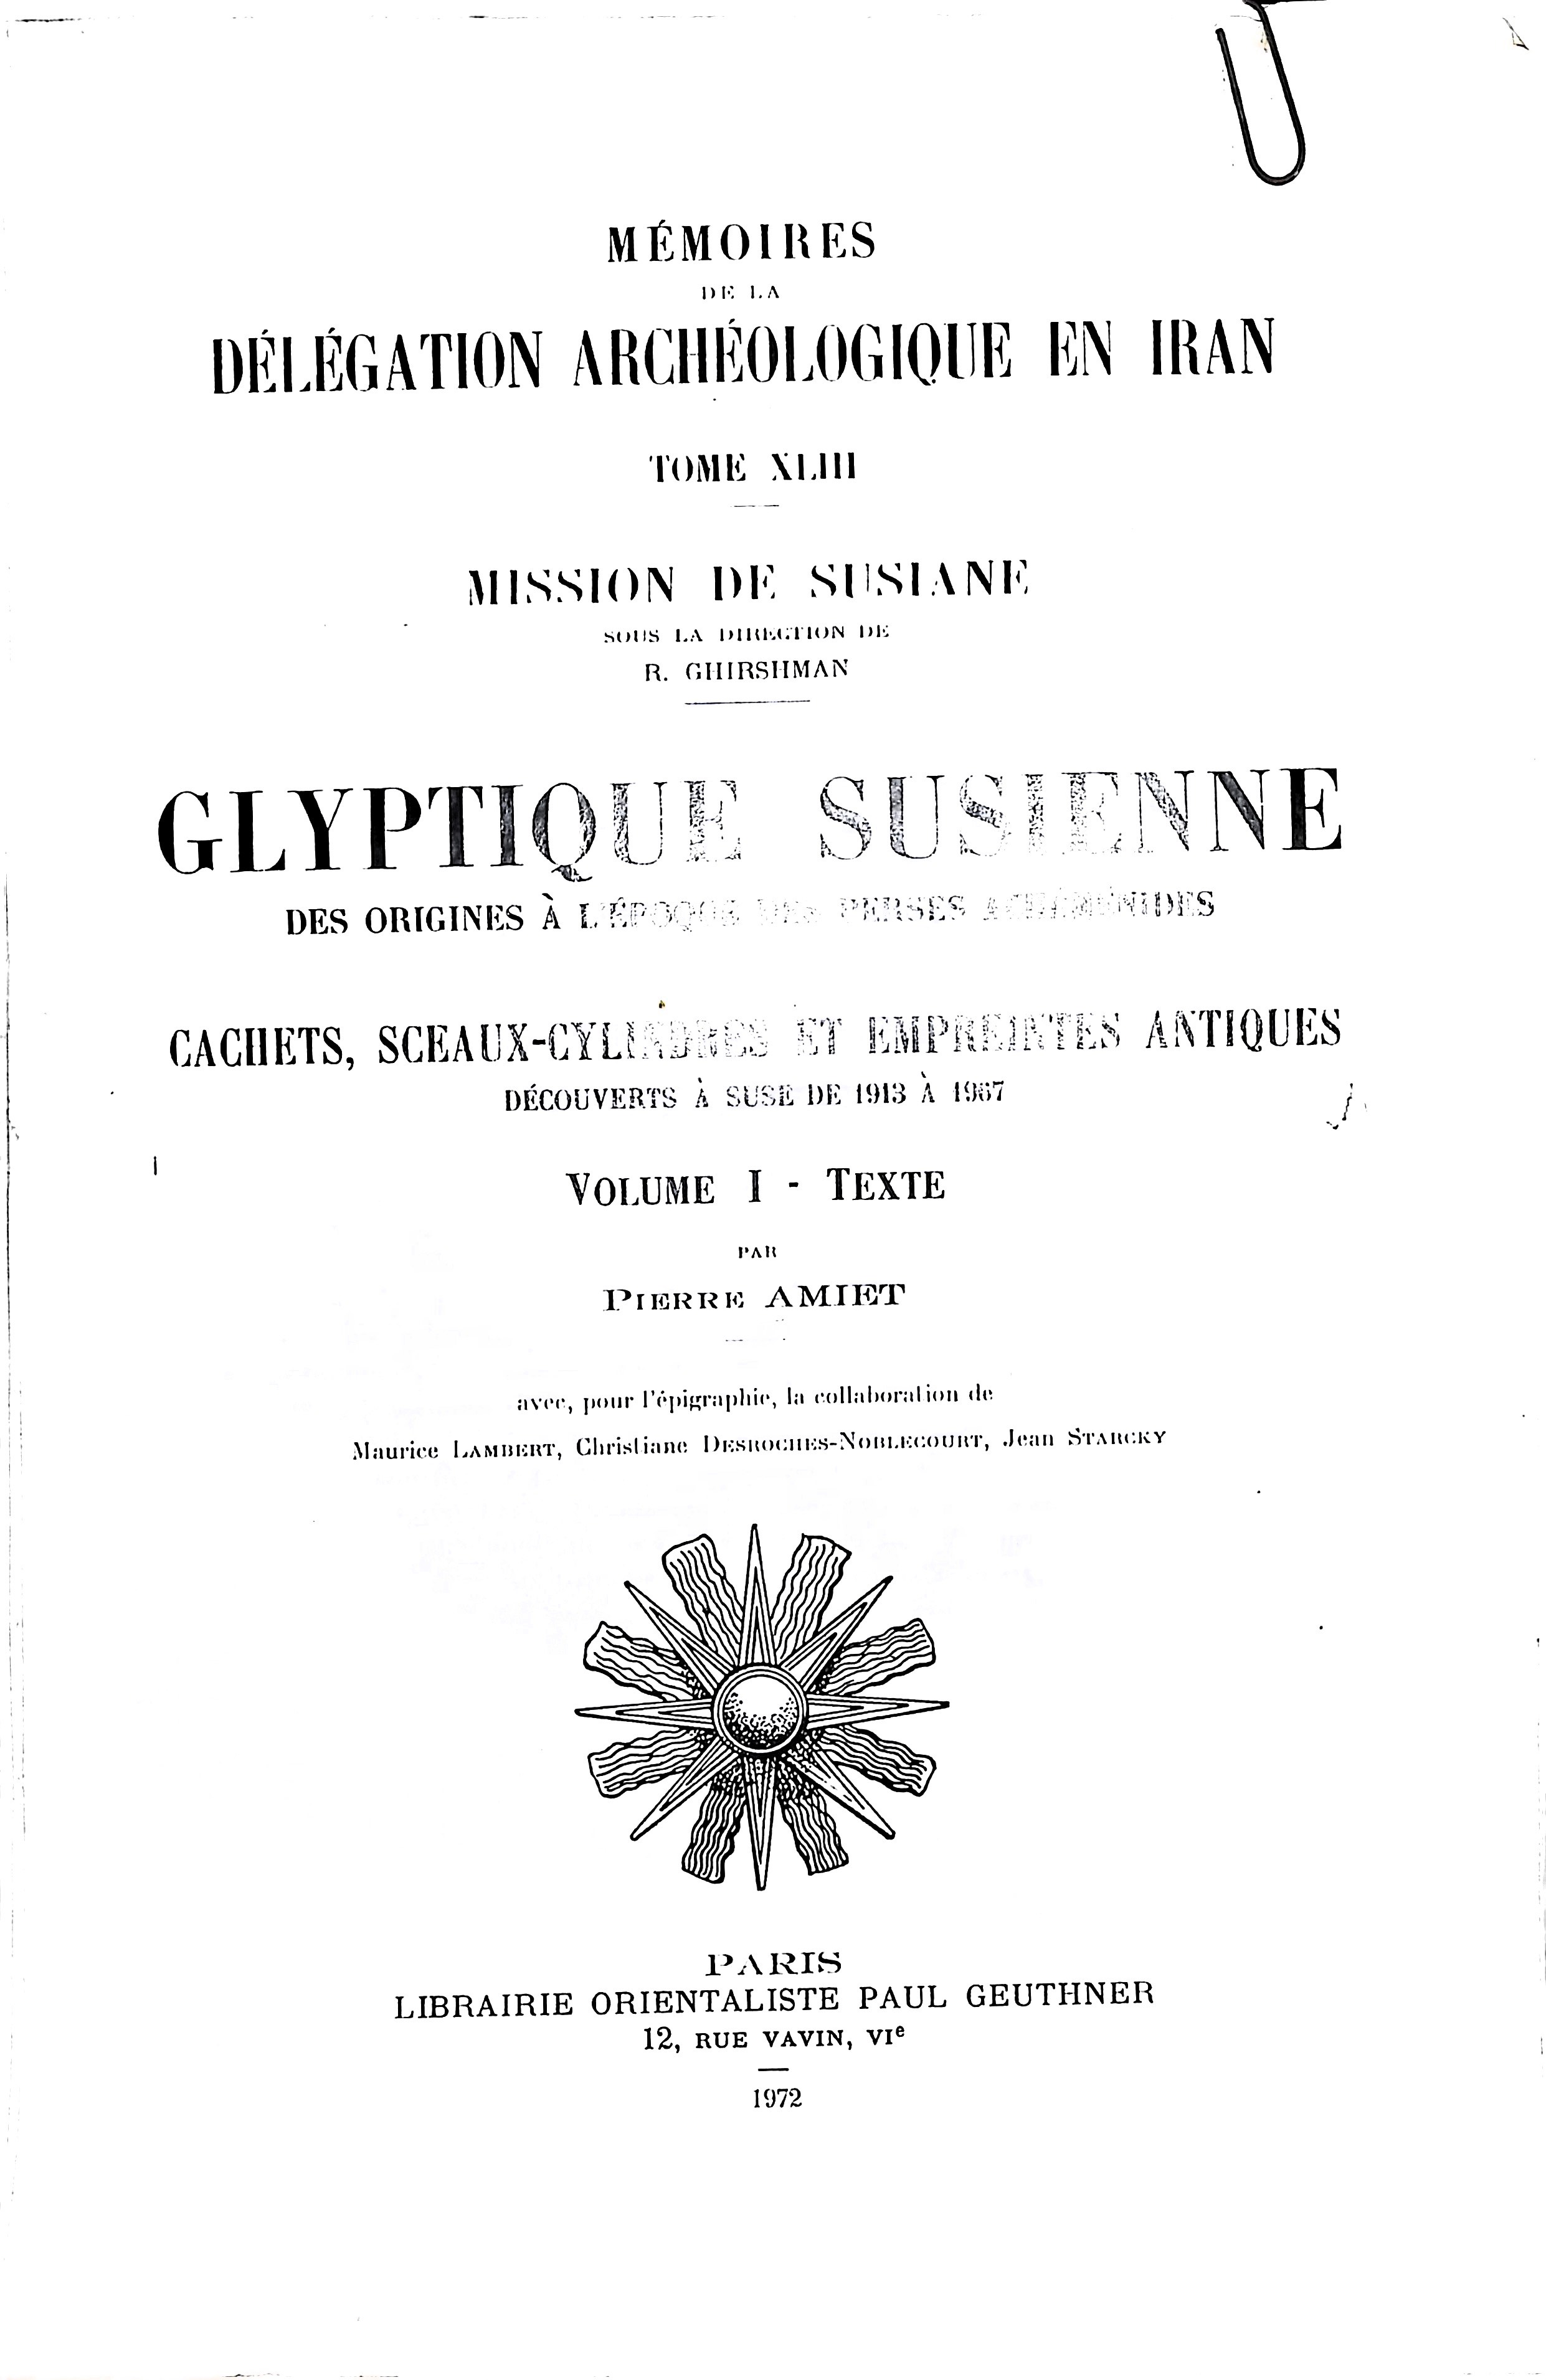 MÉMOIRES
DE LA
DÉLÉGATION ARCHÉOLOGIQUE EN IRAN
TOME XLIII
MISSION DE SUSIANE
SOUS LA DIRECTION DE
R. GHIRSHMAN
GLYPTIQUE SUSIENNE
DES ORIGINES À L'ÉPOQUE DES PERSES ACHÉMÉNIDES
CACHETS, SCEAUX-CYLINDRES ET EMPREINTES ANTIQUES
DÉCOUVERTS À SUSE DE 1913 À 1967
VOLUME I - TEXTE
PAR
PIERRE AMIET
avec, pour l'épigraphie, la collaboration de
Maurice LAMBERT, Christiane DESROCHES-NOBLECOURT, Jean STARCKY
PARIS
LIBRAIRIE ORIENTALISTE PAUL GEUTHNER
12, RUE VAVIN, VIe
1972